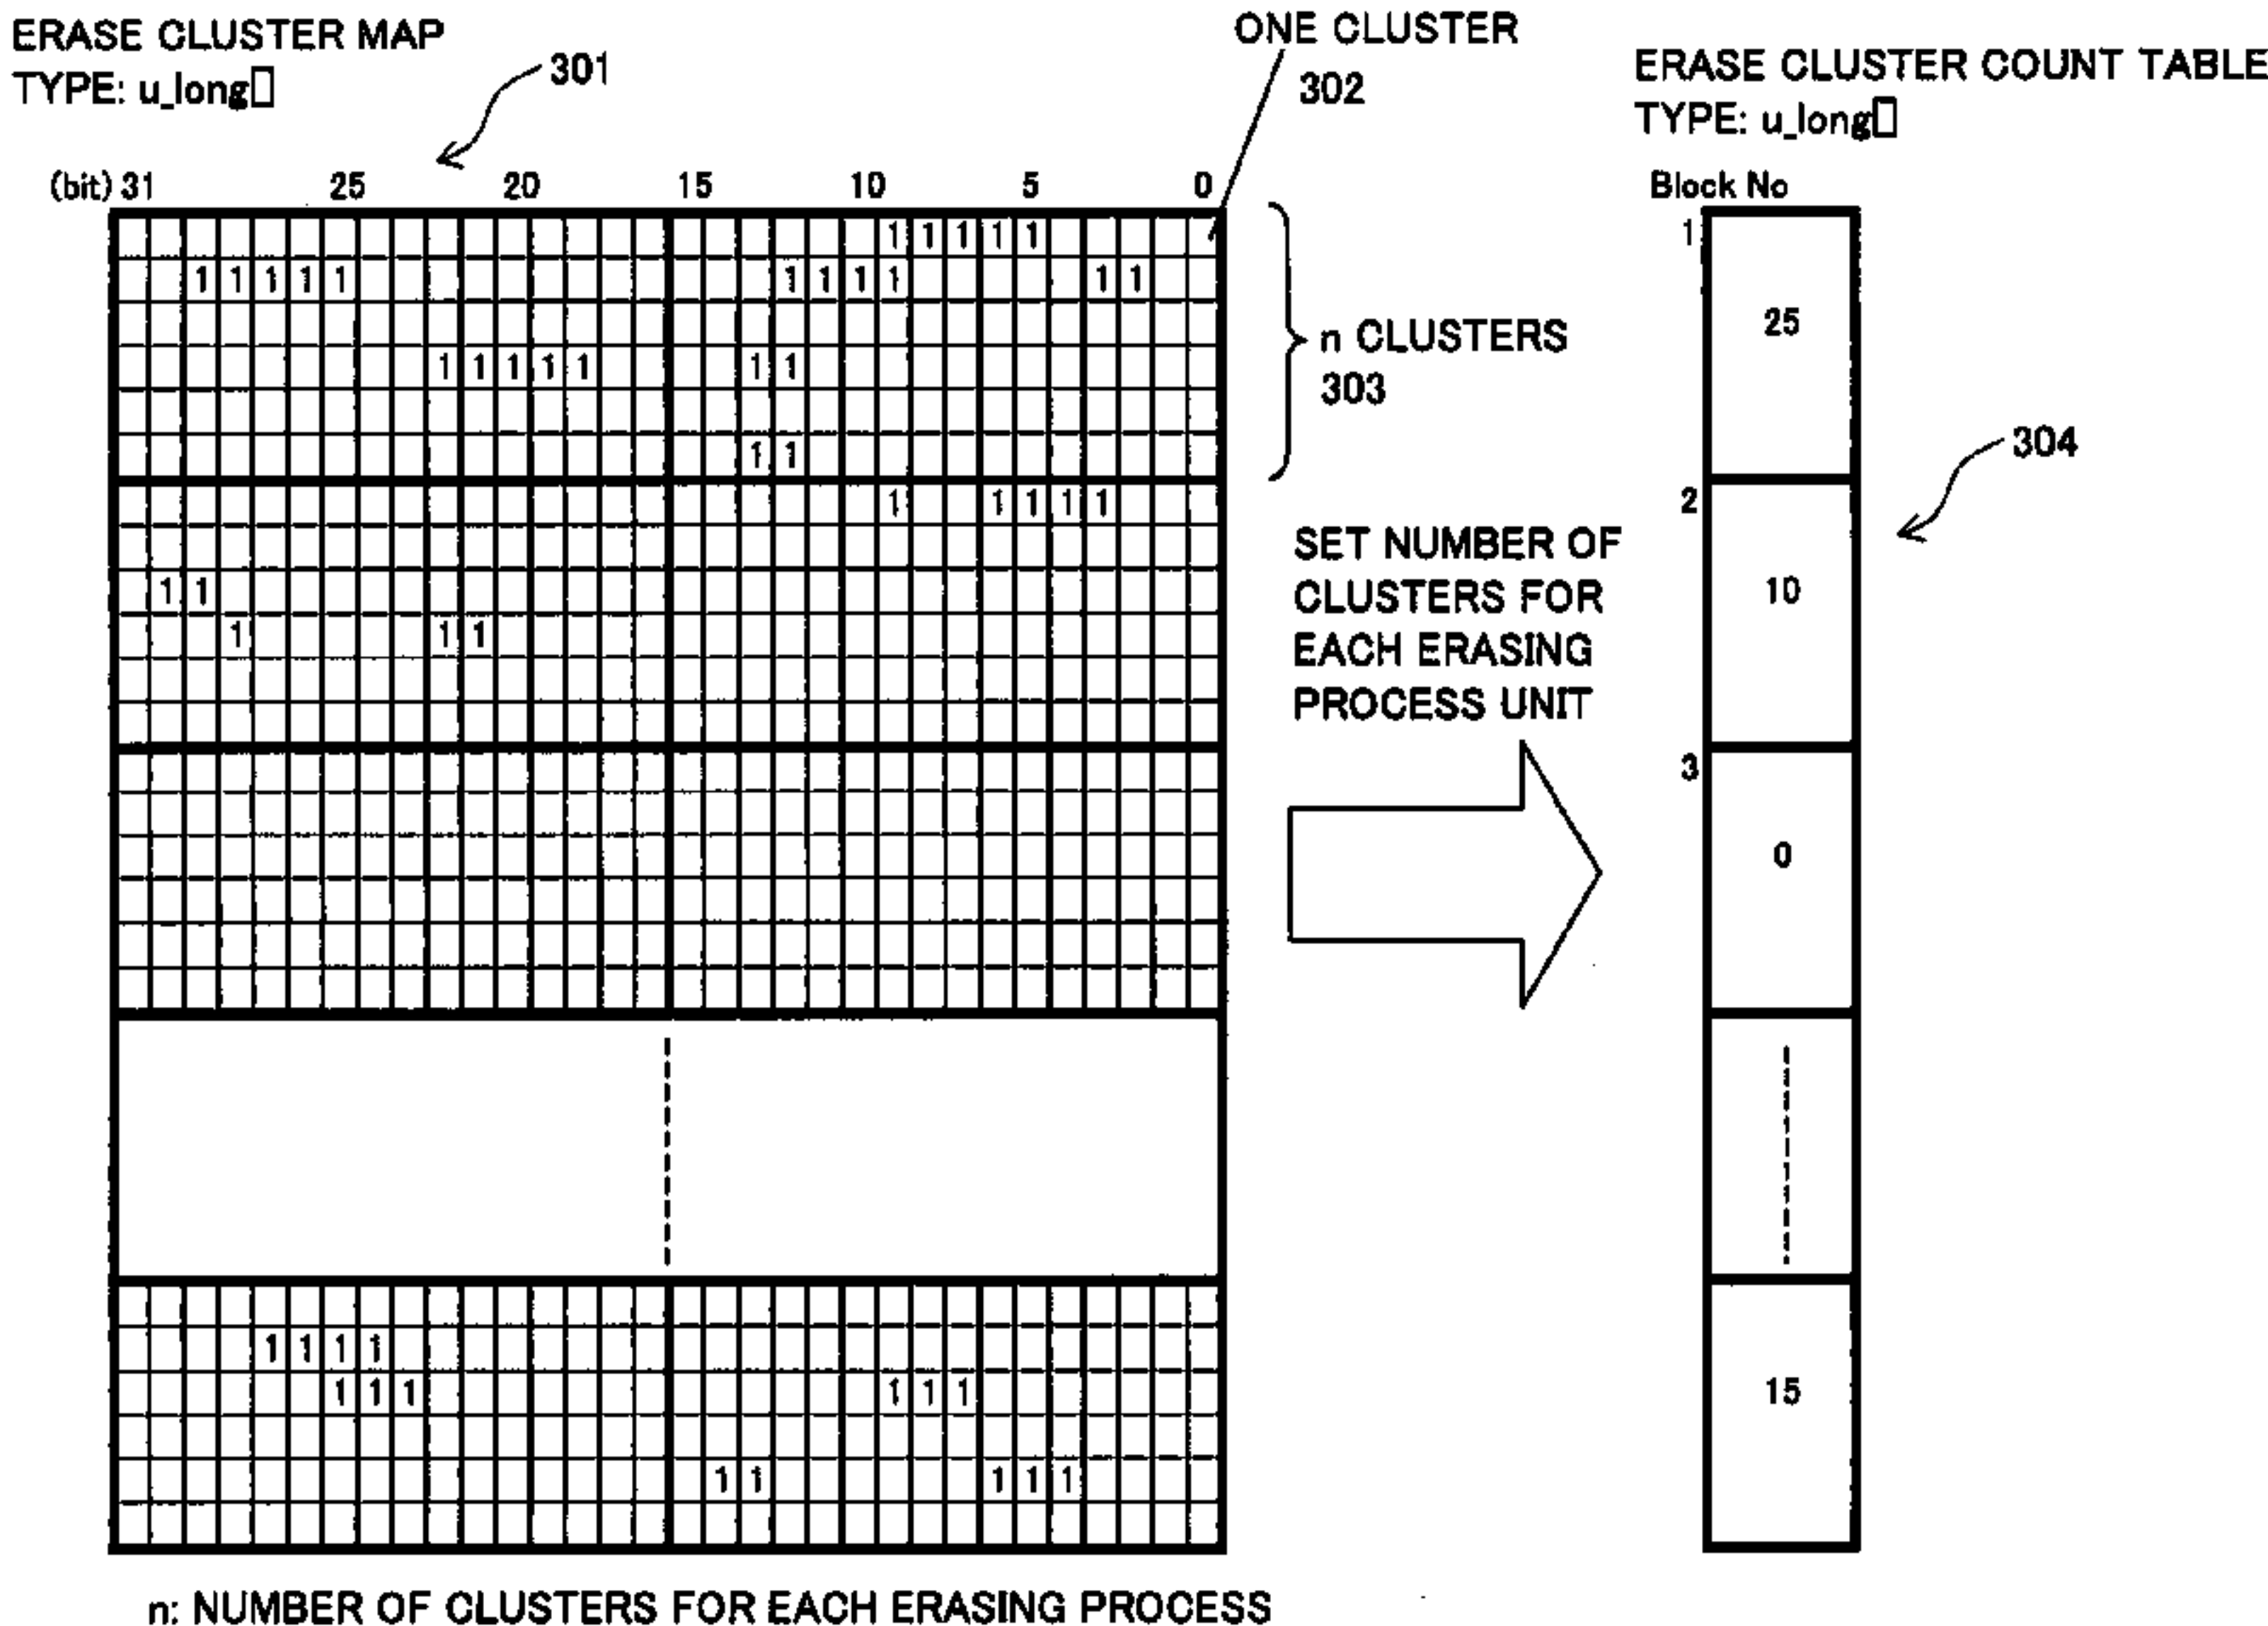 ERASE CLUSTER MAP
TYPE: u_long[]
301
ONE CLUSTER
302
ERASE CLUSTER COUNT TABLE
TYPE: u_long[]
(bit) 31 25 20 15 10 5 0
Block No
1 1 1 1 1
1 1 1 1 1 1 1 1 1 1 1
1 1 1 1 1 1 1
1 1
n CLUSTERS
303
1
25
304
1 1 1 1 1
1 1
1 1 1
SET NUMBER OF
CLUSTERS FOR
EACH ERASING
PROCESS UNIT
2
10
3
0
1 1 1 1
1 1 1 1 1 1
1 1 1 1 1
15
n: NUMBER OF CLUSTERS FOR EACH ERASING PROCESS